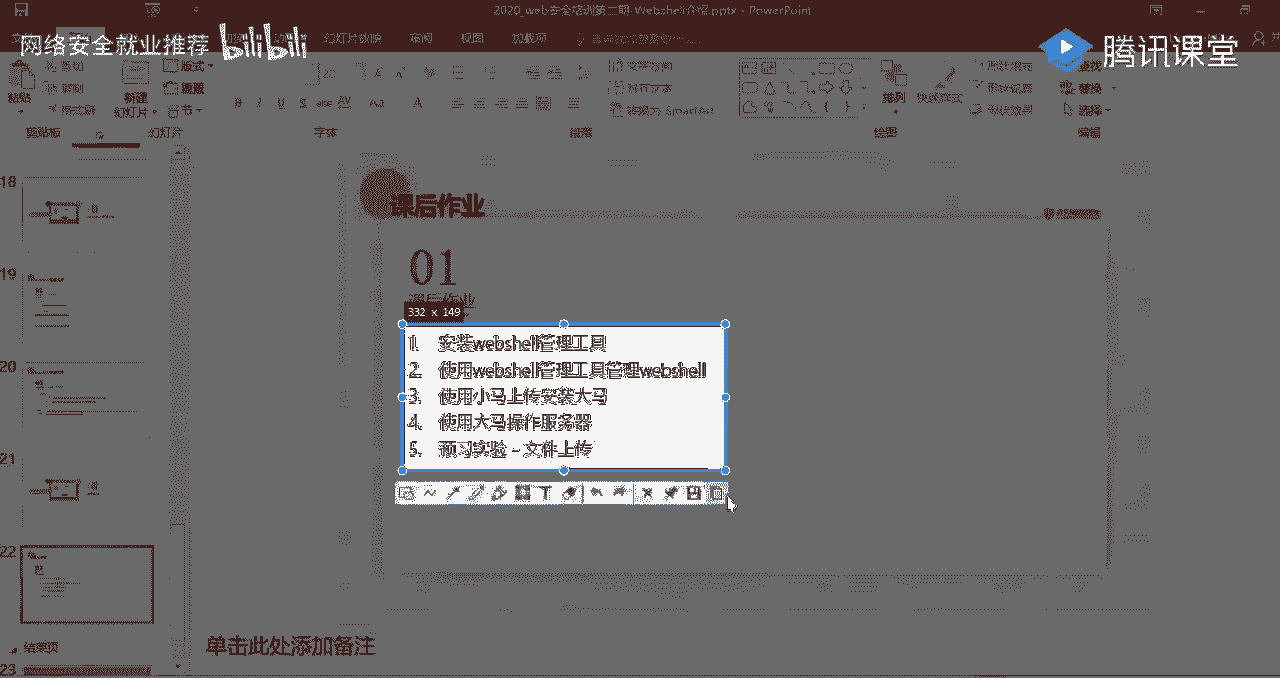 2020_web安全培训第二期-Webshell介绍.pptx - PowerPoint
网络安全就业推荐 bilibili
腾讯课堂
幻灯片放映 审阅 视图 加载项
剪切
版式
20
文字方向
形状填充
查找
粘贴
复制
新建
重置
对齐文本
排列
快速样式
形状轮廓
替换
格式刷
幻灯片
节
转换为 SmartArt
形状效果
选择
剪贴板
幻灯片
字体
段落
绘图
编辑
18
课后作业
01
19
课后作业
332 x 149
1. 安装webshell管理工具
2. 使用webshell管理工具管理webshell
20
3. 使用小马上传安装大马
4. 使用大马操作服务器
5. 预习实验 - 文件上传
21
22
结束页
单击此处添加备注
23